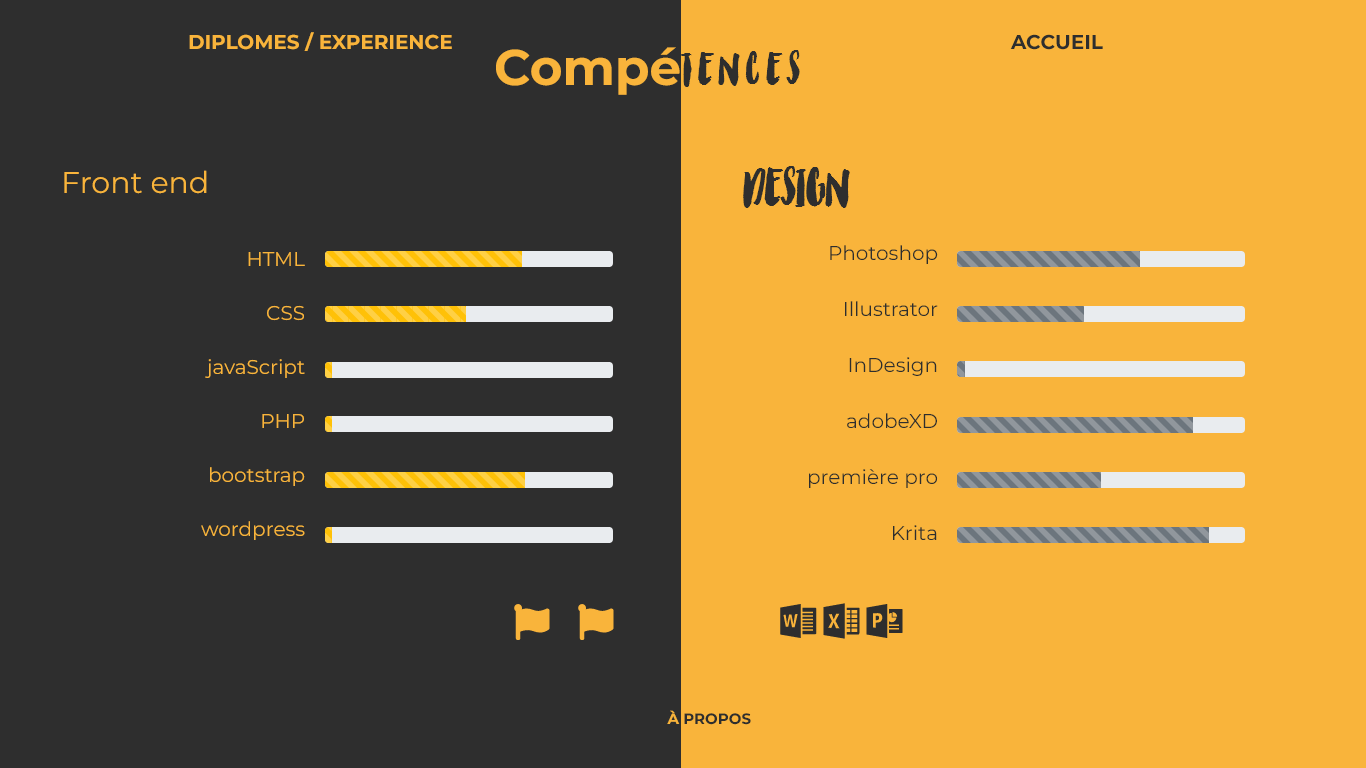 DIPLOMES / EXPERIENCE
CompéTENCES
ACCUEIL
Front end
HTML
CSS
javaScript
PHP
bootstrap
wordpress
DESIGN
Photoshop
Illustrator
InDesign
adobeXD
première pro
Krita
W X P
À PROPOS